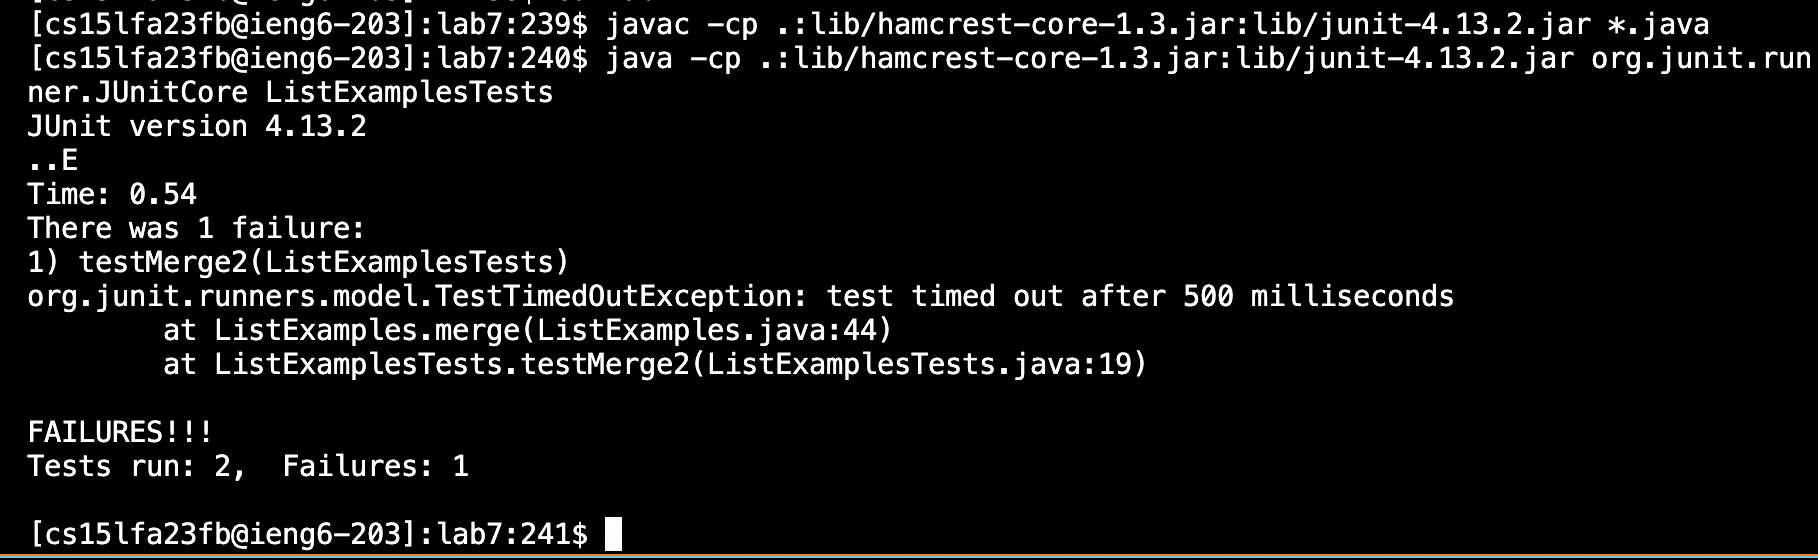 [cs15lfa23fb@ieng6-203]:lab7:239$ javac -cp .:lib/hamcrest-core-1.3.jar:lib/junit-4.13.2.jar *.java
[cs15lfa23fb@ieng6-203]:lab7:240$ java -cp .:lib/hamcrest-core-1.3.jar:lib/junit-4.13.2.jar org.junit.run
ner.JUnitCore ListExamplesTests
JUnit version 4.13.2
..E
Time: 0.54
There was 1 failure:
1) testMerge2(ListExamplesTests)
org.junit.runners.model.TestTimedOutException: test timed out after 500 milliseconds
        at ListExamples.merge(ListExamples.java:44)
        at ListExamplesTests.testMerge2(ListExamplesTests.java:19)

FAILURES!!!
Tests run: 2,  Failures: 1

[cs15lfa23fb@ieng6-203]:lab7:241$